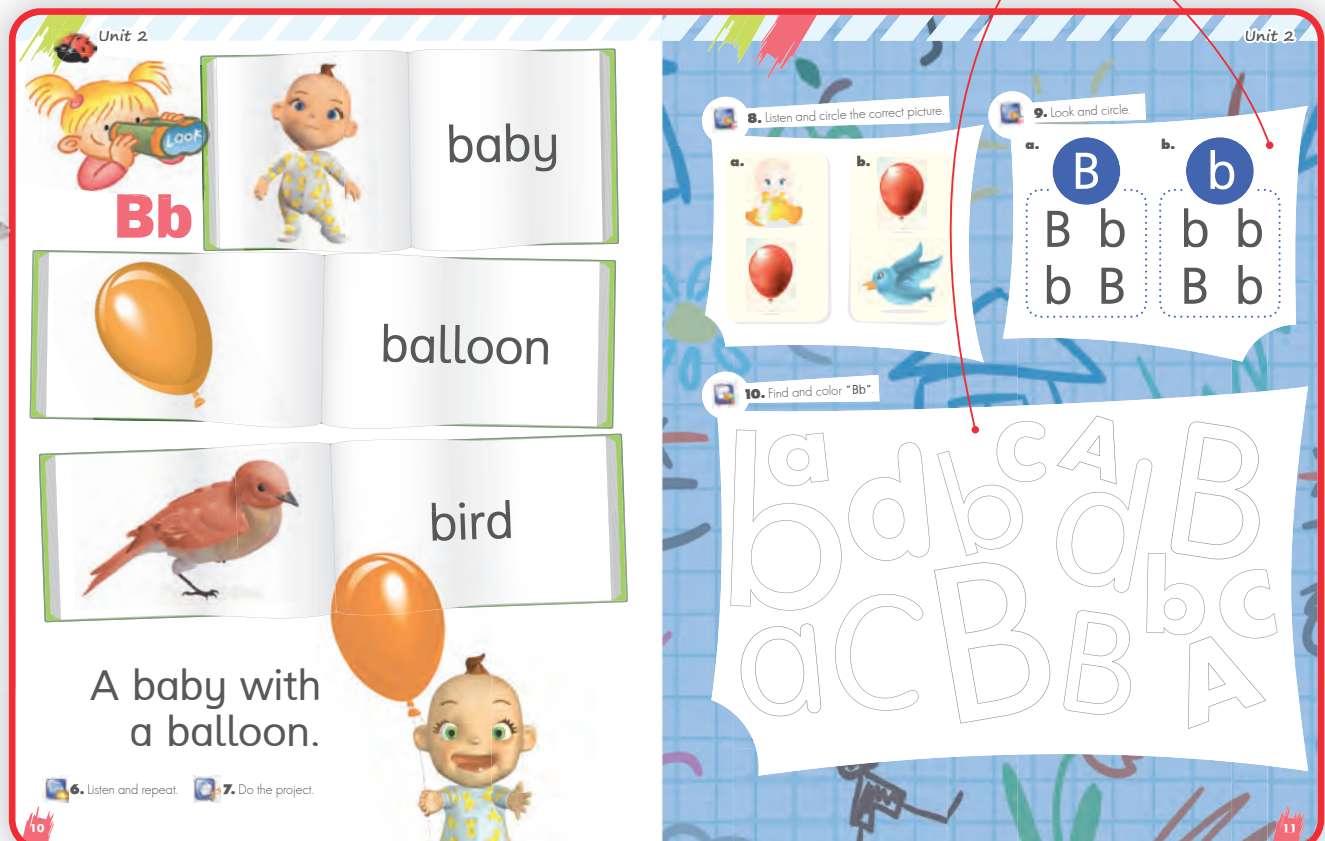 Unit 2
LOOK
Bb
baby
balloon
bird
A baby with
a balloon.
6. Listen and repeat.
7. Do the project.
10
Unit 2
8. Listen and circle the correct picture.
a.
b.
9. Look and circle.
a.
B
B b
b B
b.
b
b b
B b
10. Find and color "Bb".
b a d b c A d B
a c B B b c A
11